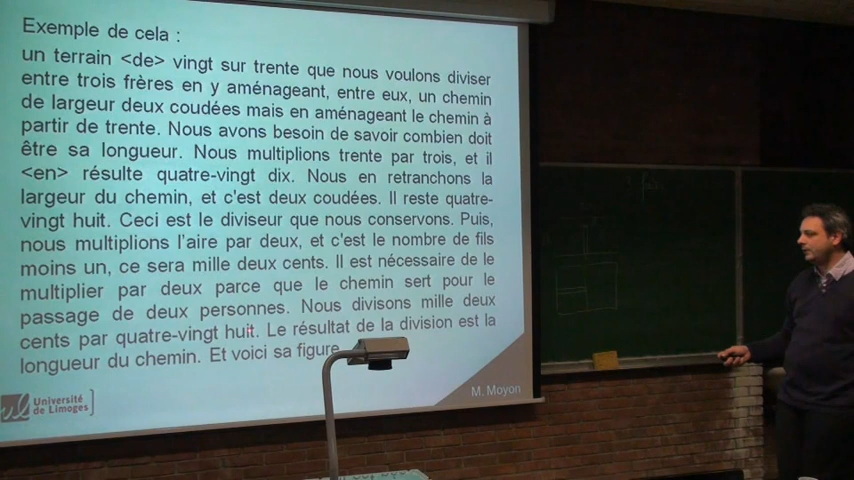 Exemple de cela :
un terrain <de> vingt sur trente que nous voulons diviser
entre trois frères en y aménageant, entre eux, un chemin
de largeur deux coudées mais en aménageant le chemin à
partir de trente. Nous avons besoin de savoir combien doit
être sa longueur. Nous multiplions trente par trois, et il
<en> résulte quatre-vingt dix. Nous en retranchons la
largeur du chemin, et c'est deux coudées. Il reste quatre-
vingt huit. Ceci est le diviseur que nous conservons. Puis,
nous multiplions l'aire par deux, et c'est le nombre de fils
moins un, ce sera mille deux cents. Il est nécessaire de le
multiplier par deux parce que le chemin sert pour le
passage de deux personnes. Nous divisons mille deux
cents par quatre-vingt huit. Le résultat de la division est la
longueur du chemin. Et voici sa figure
ul Université
de Limoges
M. Moyon